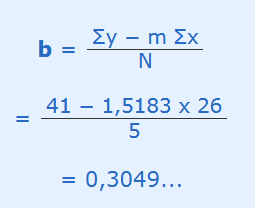 b = Σy − m Σx
N
= 41 − 1,5183 x 26
5
= 0,3049...